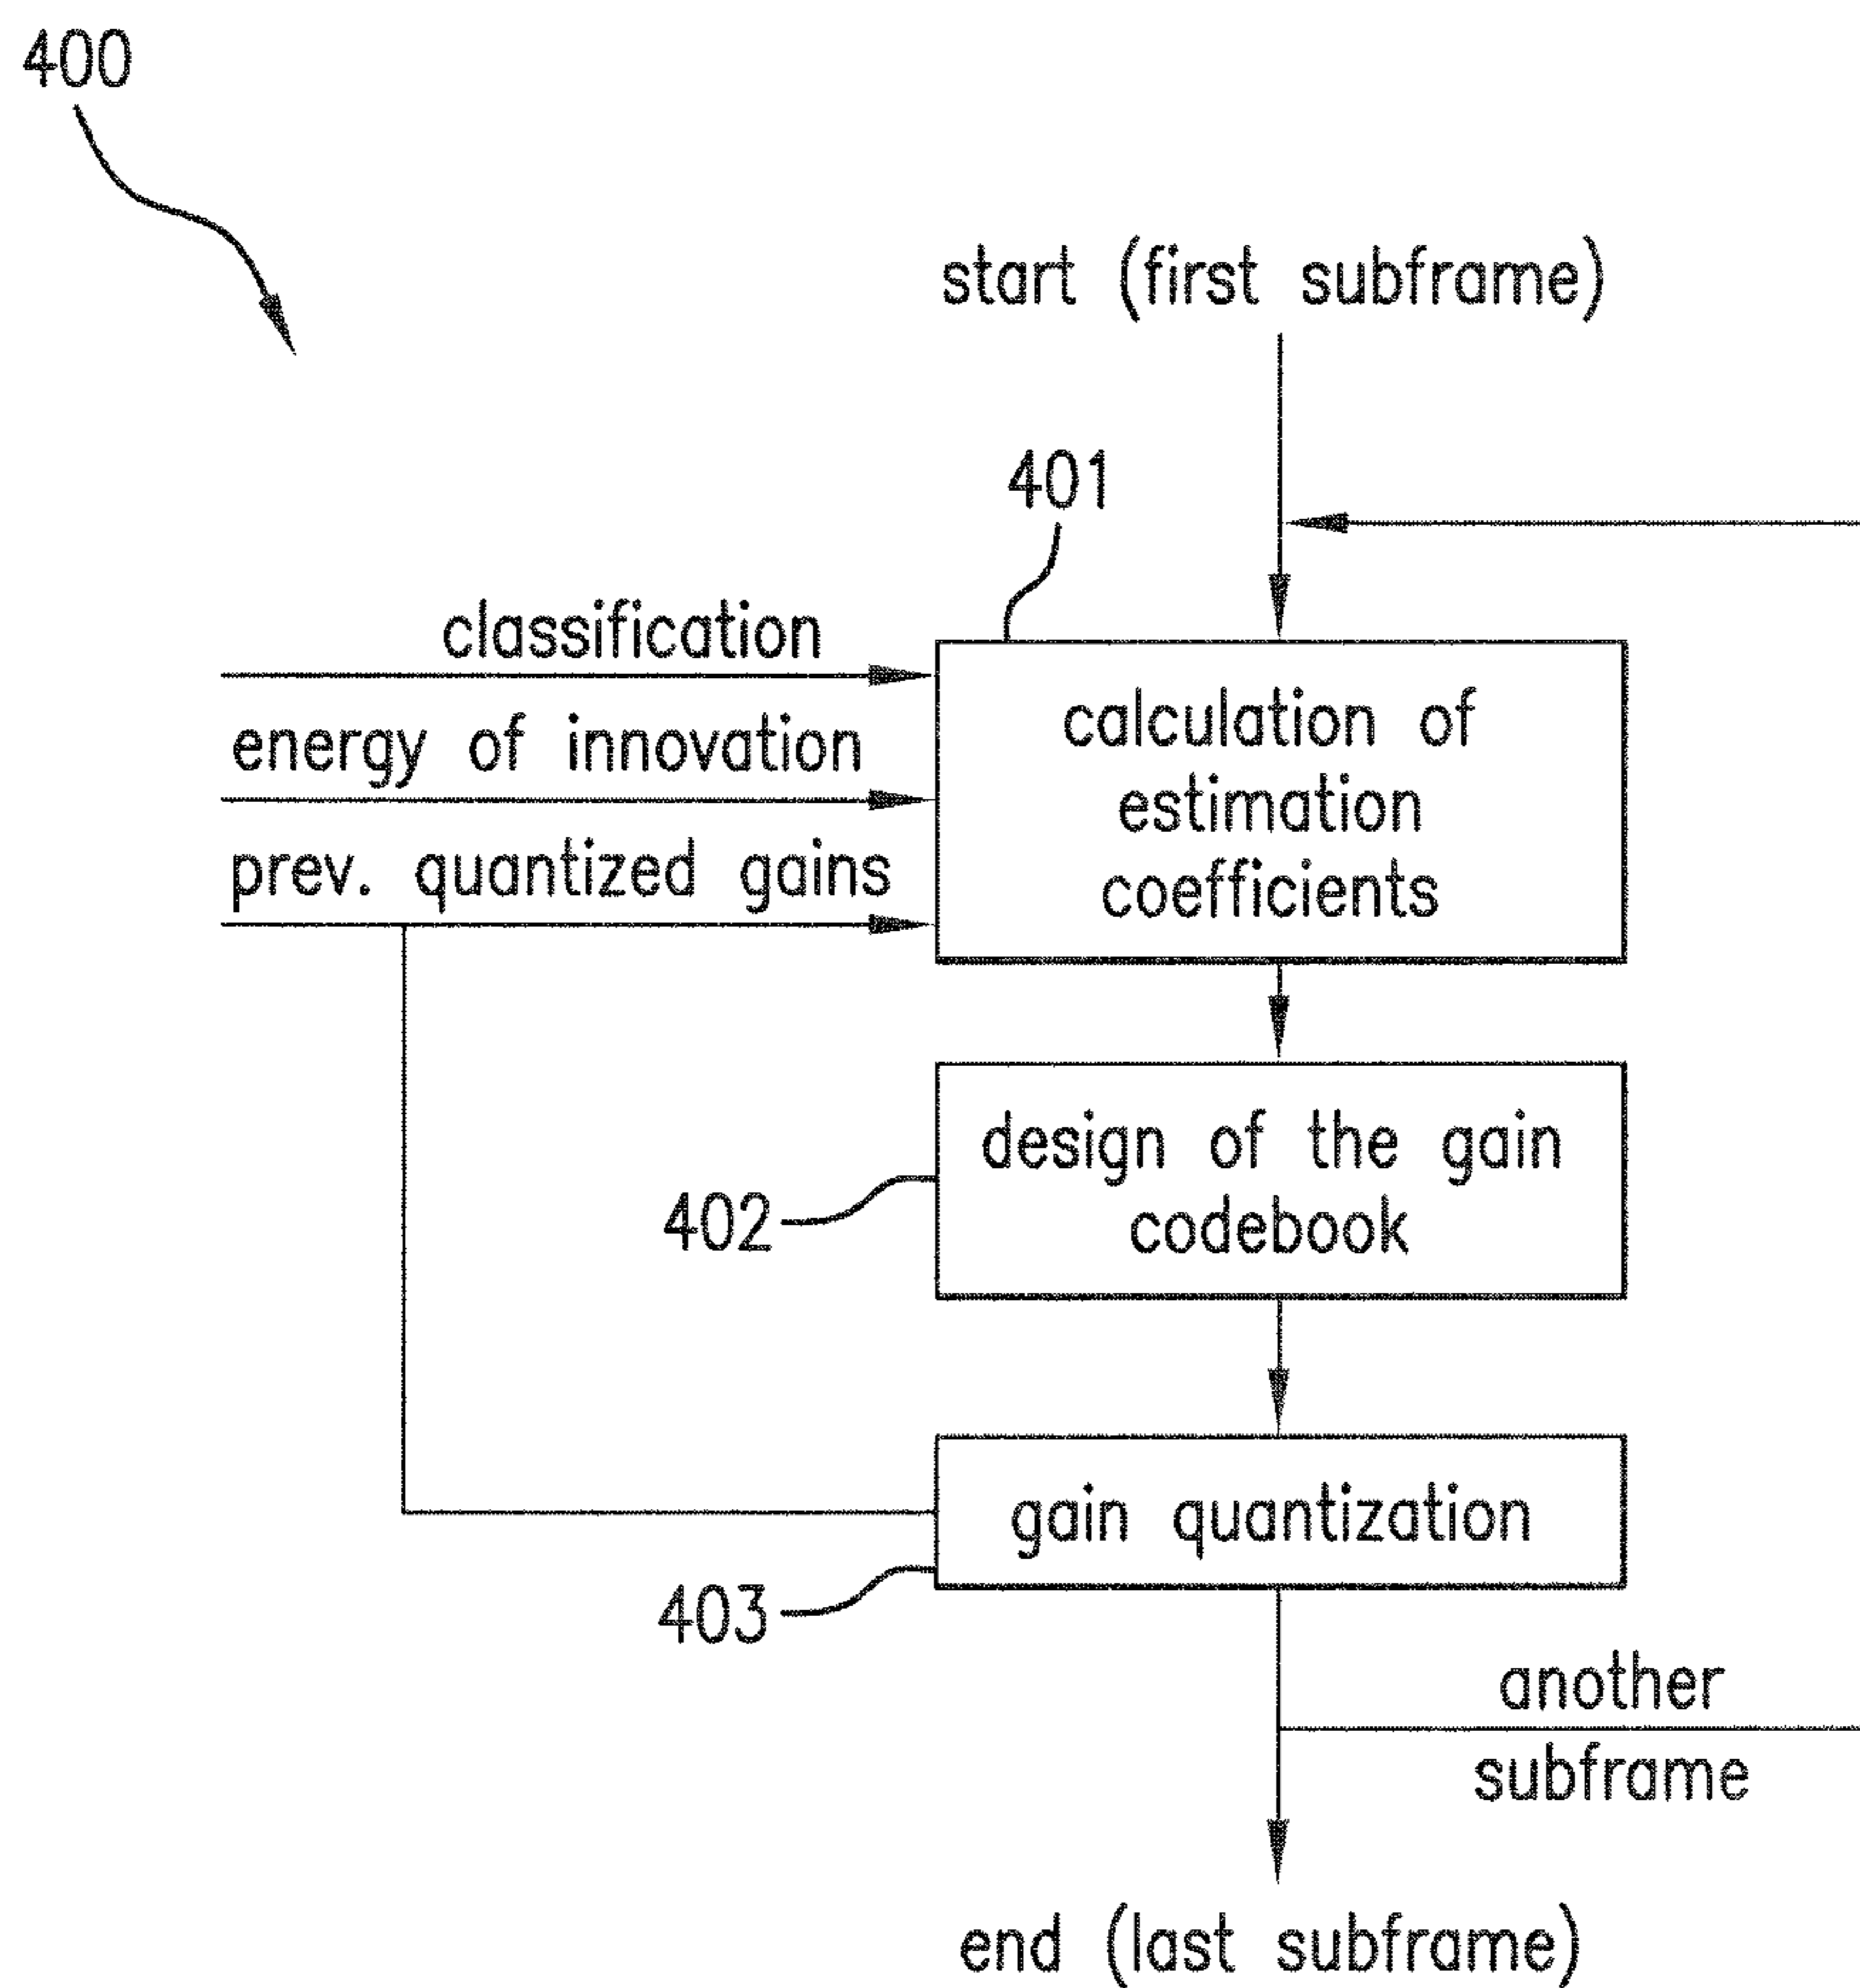 400
start (first subframe)
401
classification
energy of innovation
prev. quantized gains
calculation of
estimation
coefficients
design of the gain
codebook
402
gain quantization
403
another
subframe
end (last subframe)